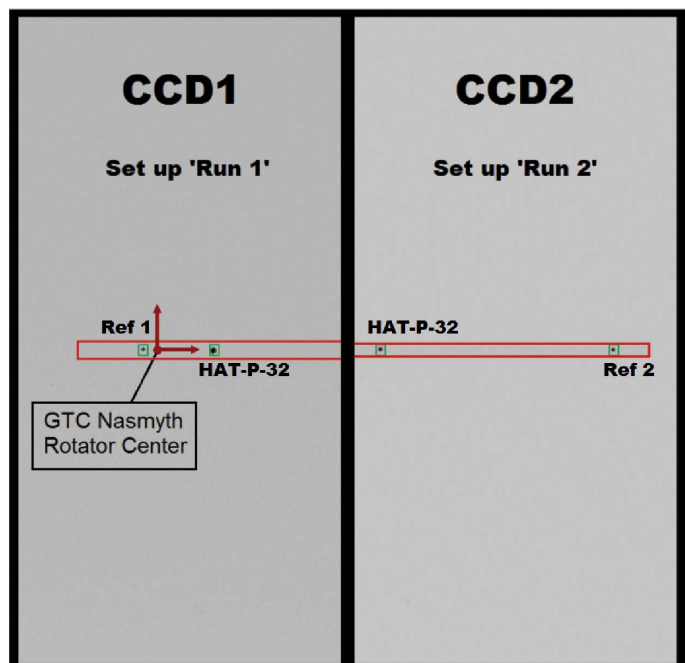 CCD1
Set up 'Run 1'
Ref 1
HAT-P-32
GTC Nasmyth
Rotator Center
CCD2
Set up 'Run 2'
HAT-P-32
Ref 2